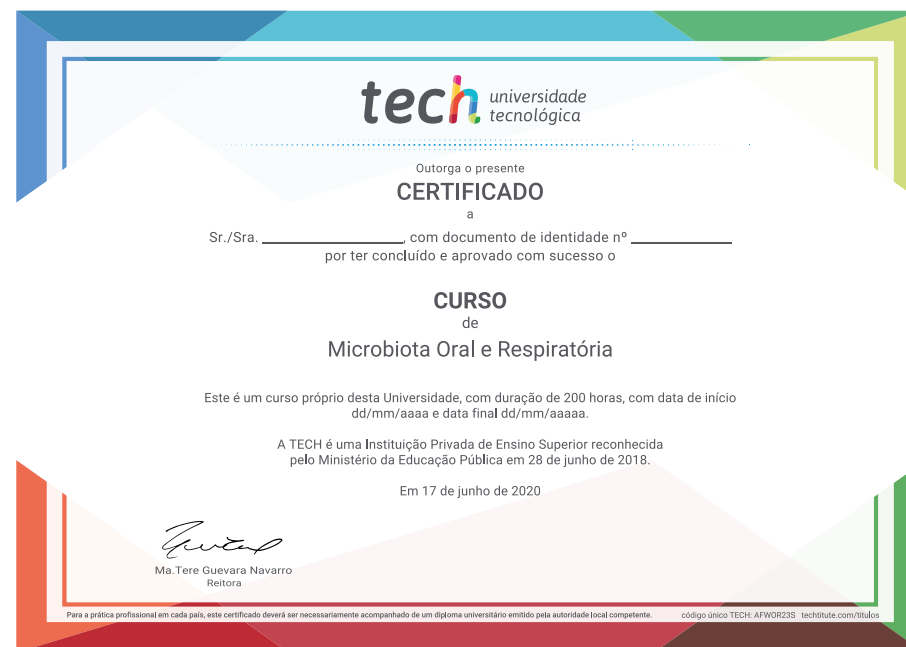 tech universidade
tecnológica
Outorga o presente
CERTIFICADO
a
Sr./Sra. ________________, com documento de identidade nº ____________
por ter concluído e aprovado com sucesso o
CURSO
de
Microbiota Oral e Respiratória
Este é um curso próprio desta Universidade, com duração de 200 horas, com data de início
dd/mm/aaaa e data final dd/mm/aaaaa.
A TECH é uma Instituição Privada de Ensino Superior reconhecida
pelo Ministério da Educação Pública em 28 de junho de 2018.
Em 17 de junho de 2020
Ma.Tere Guevara Navarro
Reitora
Para a prática profissional em cada país, este certificado deverá ser necessariamente acompanhado de um diploma universitário emitido pela autoridade local competente. código único TECH: AFWOR23S techtitute.com/titulos